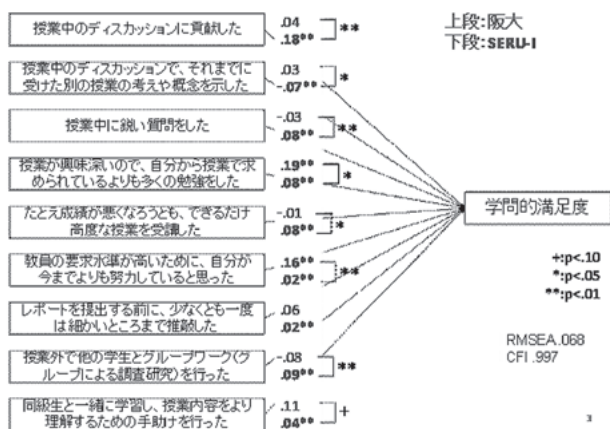 上段:阪大
下段:SERU-I
授業中のディスカッションに貢献した
.04
.18**
**
授業中のディスカッションで、それまでに
受けた別の授業の考えや概念を示した
.03
-.07**
*
授業中に鋭い質問をした
-.03
.08**
**
授業が興味深いので、自分から授業で求
められているよりも多くの勉強をした
.19**
.08**
*
たとえ成績が悪くなろうとも、できるだけ
高度な授業を受講した
-.01
.08**
*
教員の要求水準が高いために、自分が
今までよりも努力していると思った
.16**
.02**
**
レポートを提出する前に、少なくとも一度
は細かいところまで推敲した
.06
.02**
授業外で他の学生とグループワーク(グ
ループによる調査研究)を行った
-.08
.09**
**
同級生と一緒に学習し、授業内容をより
理解するための手助けを行った
.11
.04**
+
学問的満足度
+:p<.10
*:p<.05
**:p<.01
RMSEA.068
CFI .997
3